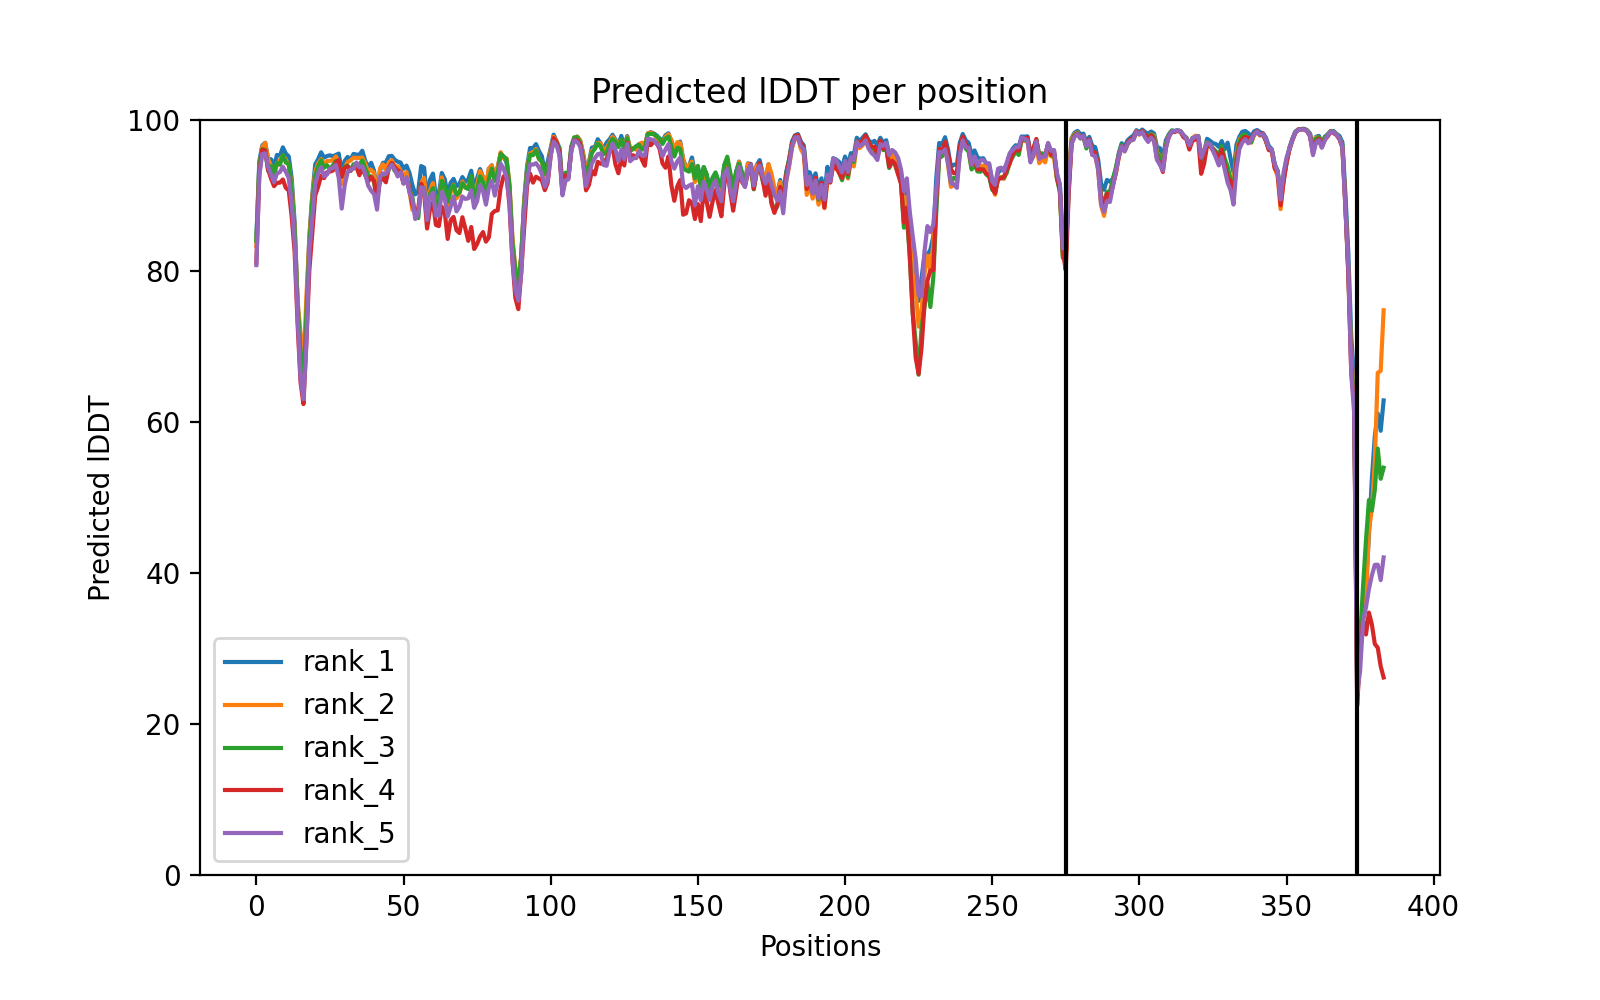 Predicted lDDT per position
100
80
60
40
20
0
Predicted lDDT
rank_1
rank_2
rank_3
rank_4
rank_5
0 50 100 150 200 250 300 350 400
Positions